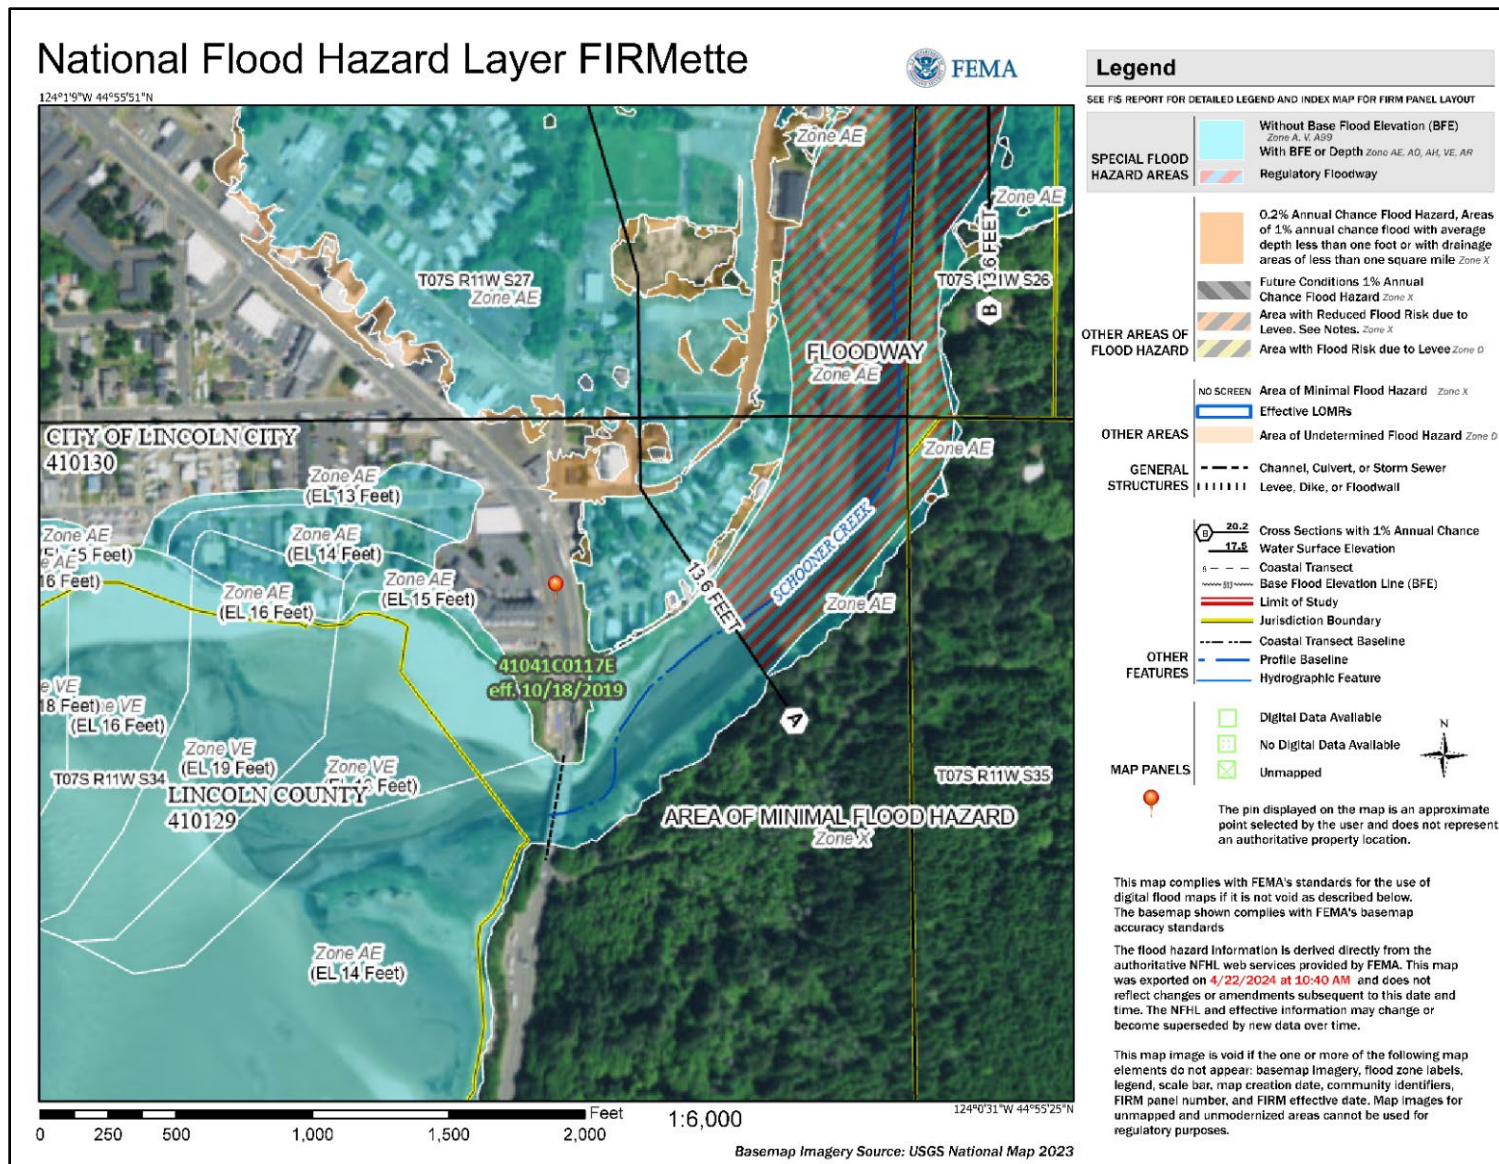 National Flood Hazard Layer FIRMette
FEMA
124°1'9"W 44°55'51"N
Zone AE
Zone AE
B
13.6 FEET
T07S R11W S27
Zone AE
S26
FLOODWAY
Zone AE
CITY OF LINCOLN CITY
410130
Zone AE
Zone AE
(EL 13 Feet)
Zone AE
(EL 14 Feet)
Zone AE
Zone AE
(EL 16 Feet)
Zone AE
(EL 15 Feet)
16 Feet)
SCHOONER CREEK
13.6 FEET
Zone AE
41041C0117E
eff. 10/18/2019
A
VE
18 Feet)
VE
(EL 16 Feet)
Zone VE
(EL 19 Feet)
Zone VE
T07S R11W S34
LINCOLN COUNTY
410129
T07S R11W S35
AREA OF MINIMAL FLOOD HAZARD
Zone X
Zone AE
(EL 14 Feet)
124°0'31"W 44°55'25"N
Feet
1:6,000
0 250 500 1,000 1,500 2,000
Basemap Imagery Source: USGS National Map 2023
Legend
SEE FIS REPORT FOR DETAILED LEGEND AND INDEX MAP FOR FIRM PANEL LAYOUT
SPECIAL FLOOD
HAZARD AREAS
Without Base Flood Elevation (BFE)
Zone A, V, A99
With BFE or Depth Zone AE, AO, AH, VE, AR
Regulatory Floodway
0.2% Annual Chance Flood Hazard, Areas
of 1% annual chance flood with average
depth less than one foot or with drainage
areas of less than one square mile Zone X
Future Conditions 1% Annual
Chance Flood Hazard Zone X
Area with Reduced Flood Risk due to
Levee. See Notes. Zone X
OTHER AREAS OF
FLOOD HAZARD
Area with Flood Risk due to Levee Zone D
NO SCREEN Area of Minimal Flood Hazard Zone X
Effective LOMRs
OTHER AREAS
Area of Undetermined Flood Hazard Zone D
GENERAL
STRUCTURES
Channel, Culvert, or Storm Sewer
Levee, Dike, or Floodwall
B 20.2 Cross Sections with 1% Annual Chance
17.5 Water Surface Elevation
8 Coastal Transect
513 Base Flood Elevation Line (BFE)
Limit of Study
Jurisdiction Boundary
Coastal Transect Baseline
OTHER
FEATURES
Profile Baseline
Hydrographic Feature
Digital Data Available
No Digital Data Available
N
MAP PANELS
Unmapped
The pin displayed on the map is an approximate
point selected by the user and does not represent
an authoritative property location.
This map complies with FEMA's standards for the use of
digital flood maps if it is not void as described below.
The basemap shown complies with FEMA's basemap
accuracy standards
The flood hazard information is derived directly from the
authoritative NFHL web services provided by FEMA. This map
was exported on 4/22/2024 at 10:40 AM and does not
reflect changes or amendments subsequent to this date and
time. The NFHL and effective information may change or
become superseded by new data over time.
This map image is void if the one or more of the following map
elements do not appear: basemap imagery, flood zone labels,
legend, scale bar, map creation date, community identifiers,
FIRM panel number, and FIRM effective date. Map images for
unmapped and unmodernized areas cannot be used for
regulatory purposes.